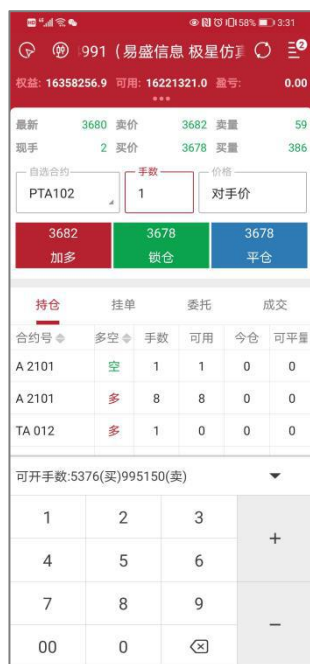 58% 3:31
991（易盛信息 极星仿真 2
权益: 16358256.9 可用: 16221321.0 盈亏: 0.00
最新 3680 卖价 3682 卖量 59
现手 2 买价 3678 买量 386
自选合约 手数 价格
PTA102 1 对手价
3682 3678 3678
加多 锁仓 平仓
持仓 挂单 委托 成交
合约号 多空 手数 可用 今仓 可平量
A 2101 空 1 1 0 0
A 2101 多 8 8 0 0
TA 012 多 1 0 0 0
可开手数:5376(买)995150(卖)
1 2 3
+
4 5 6
7 8 9
−
00 0